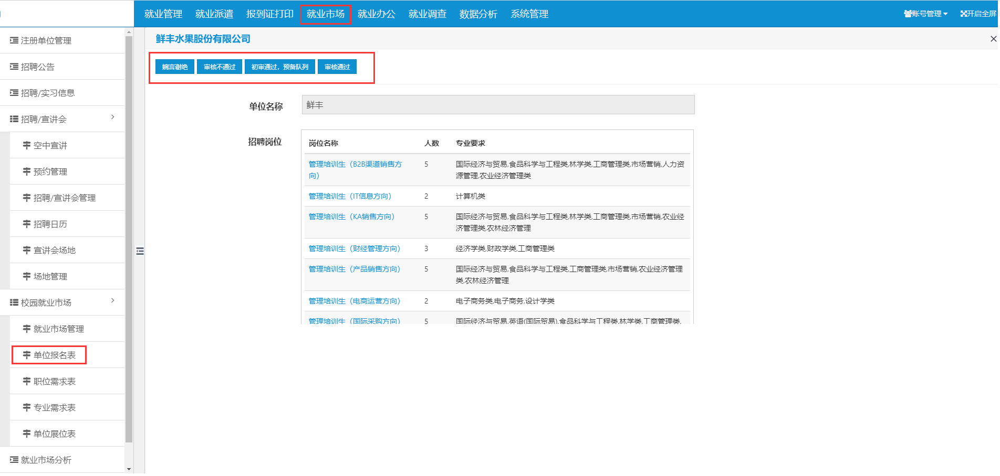 就业管理 就业派遣 报到证打印 就业市场 就业办公 就业调查 数据分析 系统管理 账号管理 开启全屏
注册单位管理
招聘公告
招聘/实习信息
招聘/宣讲会
空中宣讲
预约管理
招聘/宣讲会管理
招聘日历
宣讲会场地
场地管理
校园就业市场
就业市场管理
单位报名表
职位需求表
专业需求表
单位展位表
就业市场分析
鲜丰水果股份有限公司
婉言谢绝 审核不通过 初审通过，预备队列 审核通过
单位名称 鲜丰
招聘岗位
岗位名称 人数 专业要求
管理培训生（B2B渠道销售方 5 国际经济与贸易,食品科学与工程类,林学类,工商管理类,市场营销,人力资
向） 源管理,农业经济管理类
管理培训生（IT信息方向） 2 计算机类
管理培训生（KA销售方向） 5 国际经济与贸易,食品科学与工程类,林学类,工商管理类,市场营销,农业经
济管理类,农林经济管理
管理培训生（财经管理方向） 3 经济学类,财政学类,工商管理类
管理培训生（产品销售方向） 5 国际经济与贸易,食品科学与工程类,工商管理类,市场营销,农业经济管理
类,农林经济管理
管理培训生（电商运营方向） 2 电子商务类,电子商务,设计学类
管理培训生（国际采购方向） 5 国际经济与贸易,英语(国际贸易),食品科学与工程类,林学类,工商管理类,